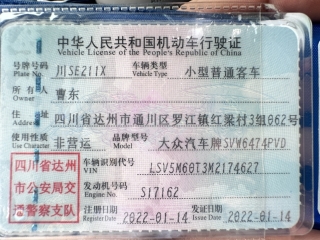 中华人民共和国机动车行驶证
Vehicle License of the People's Republic of China
号牌号码 Plate No. 川SE211X 车辆类型 Vehicle Type 小型普通客车
所有人 Owner 曹东
住址 Address 四川省达州市通川区罗江镇红梁村3组062号
使用性质 Use Character 非营运 品牌型号 Model 大众汽车牌SVW6474PVD
四川省达州市公安局交通警察支队
车辆识别代号 VIN LSV5M60T3M2174627
发动机号码 Engine No. S17162
注册日期 Register Date 2022-01-14 发证日期 Issue Date 2022-01-14